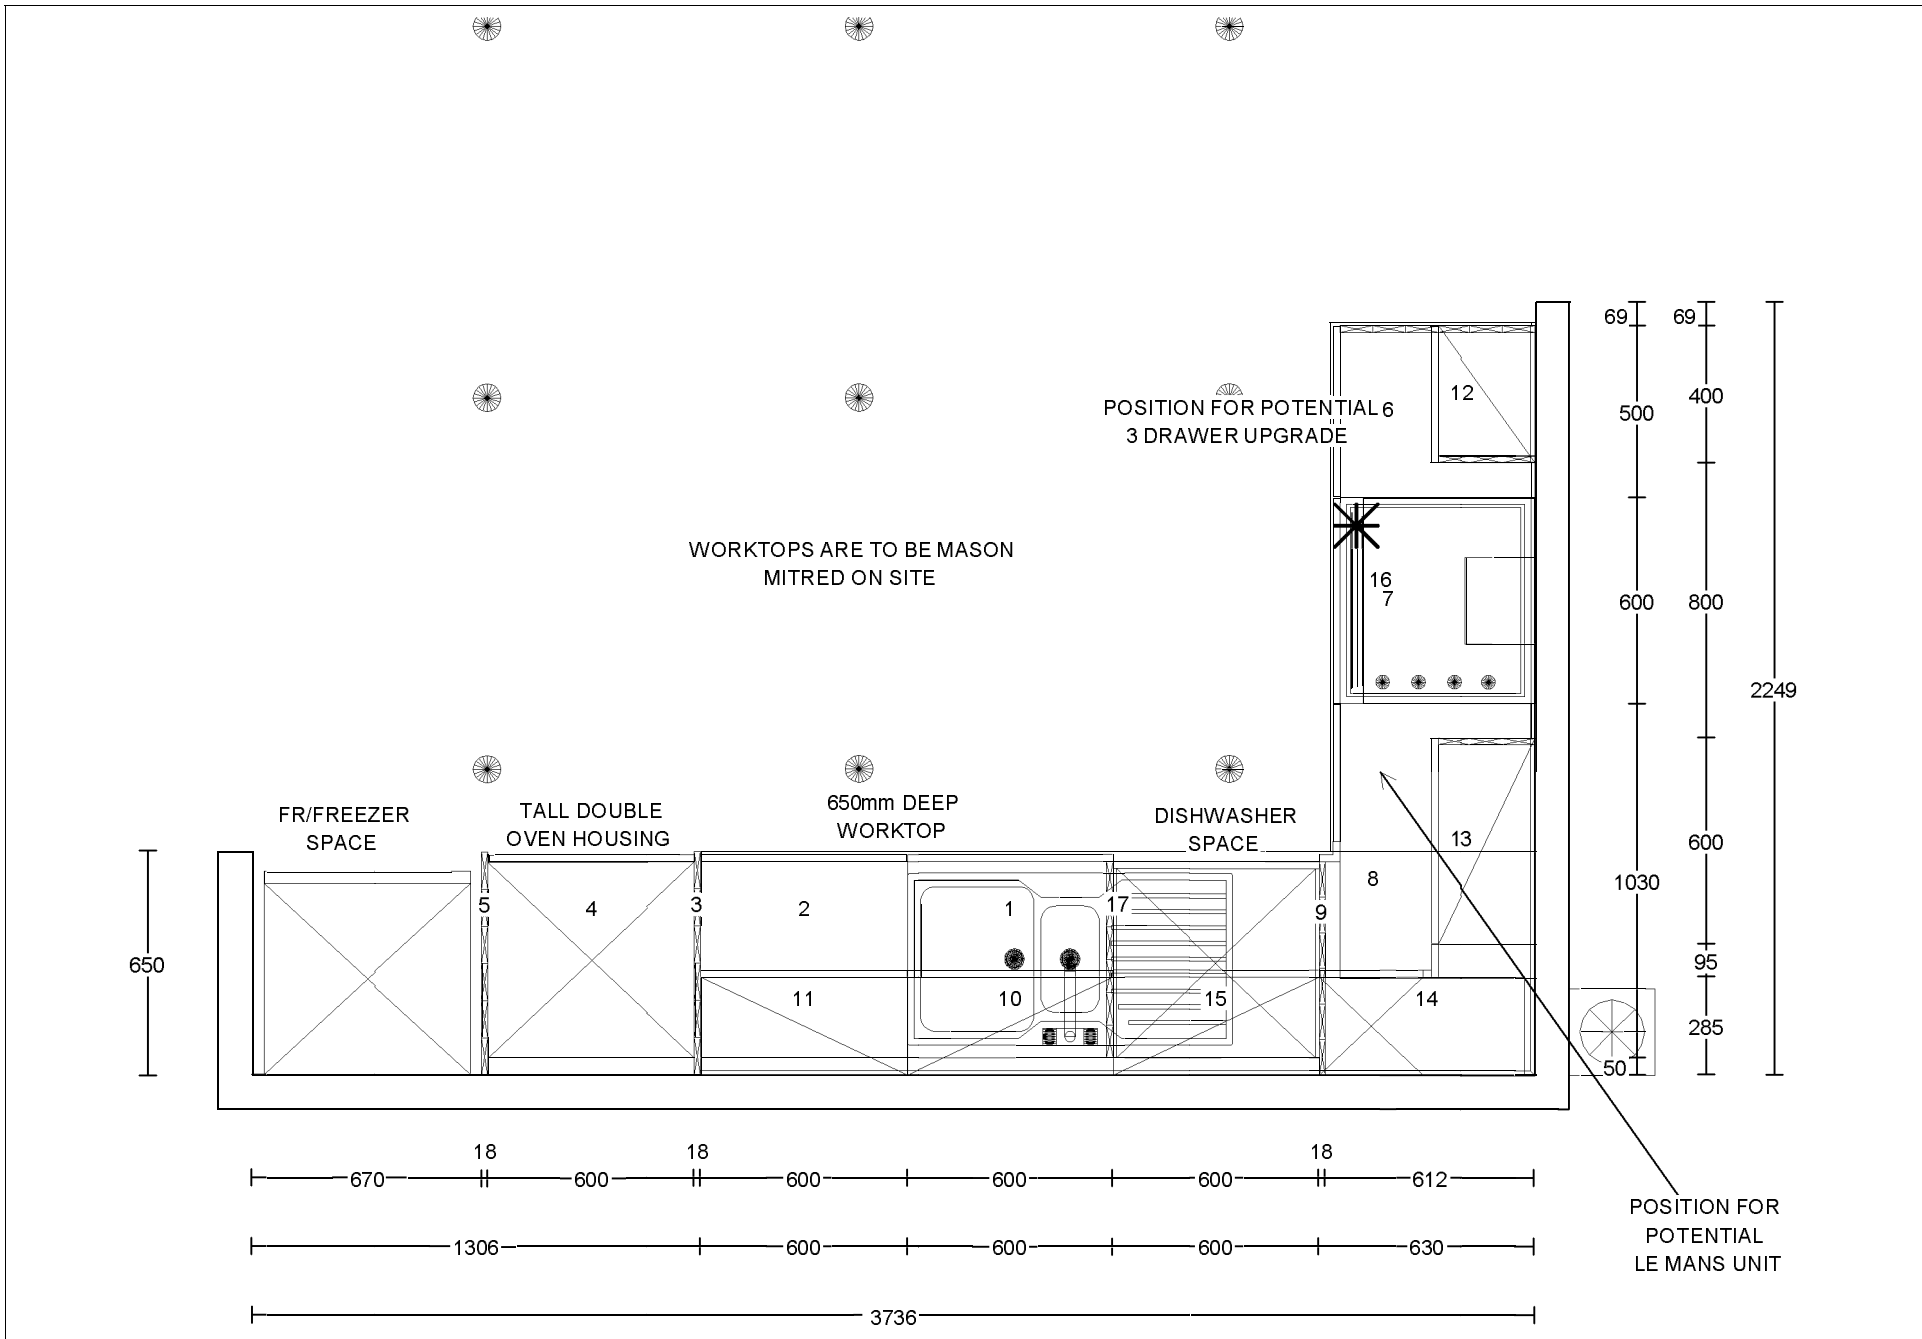 69
69
12
400
POSITION FOR POTENTIAL 6
500
3 DRAWER UPGRADE
WORKTOPS ARE TO BE MASON
MITRED ON SITE
16
7
600
800
2249
FR/FREEZER
SPACE
TALL DOUBLE
OVEN HOUSING
650mm DEEP
WORKTOP
DISHWASHER
SPACE
13
600
8
1030
5
4
3
2
1
17
9
650
95
11
10
15
14
285
50
18
18
18
670
600
600
600
600
612
1306
600
600
600
630
3736
POSITION FOR
POTENTIAL
LE MANS UNIT